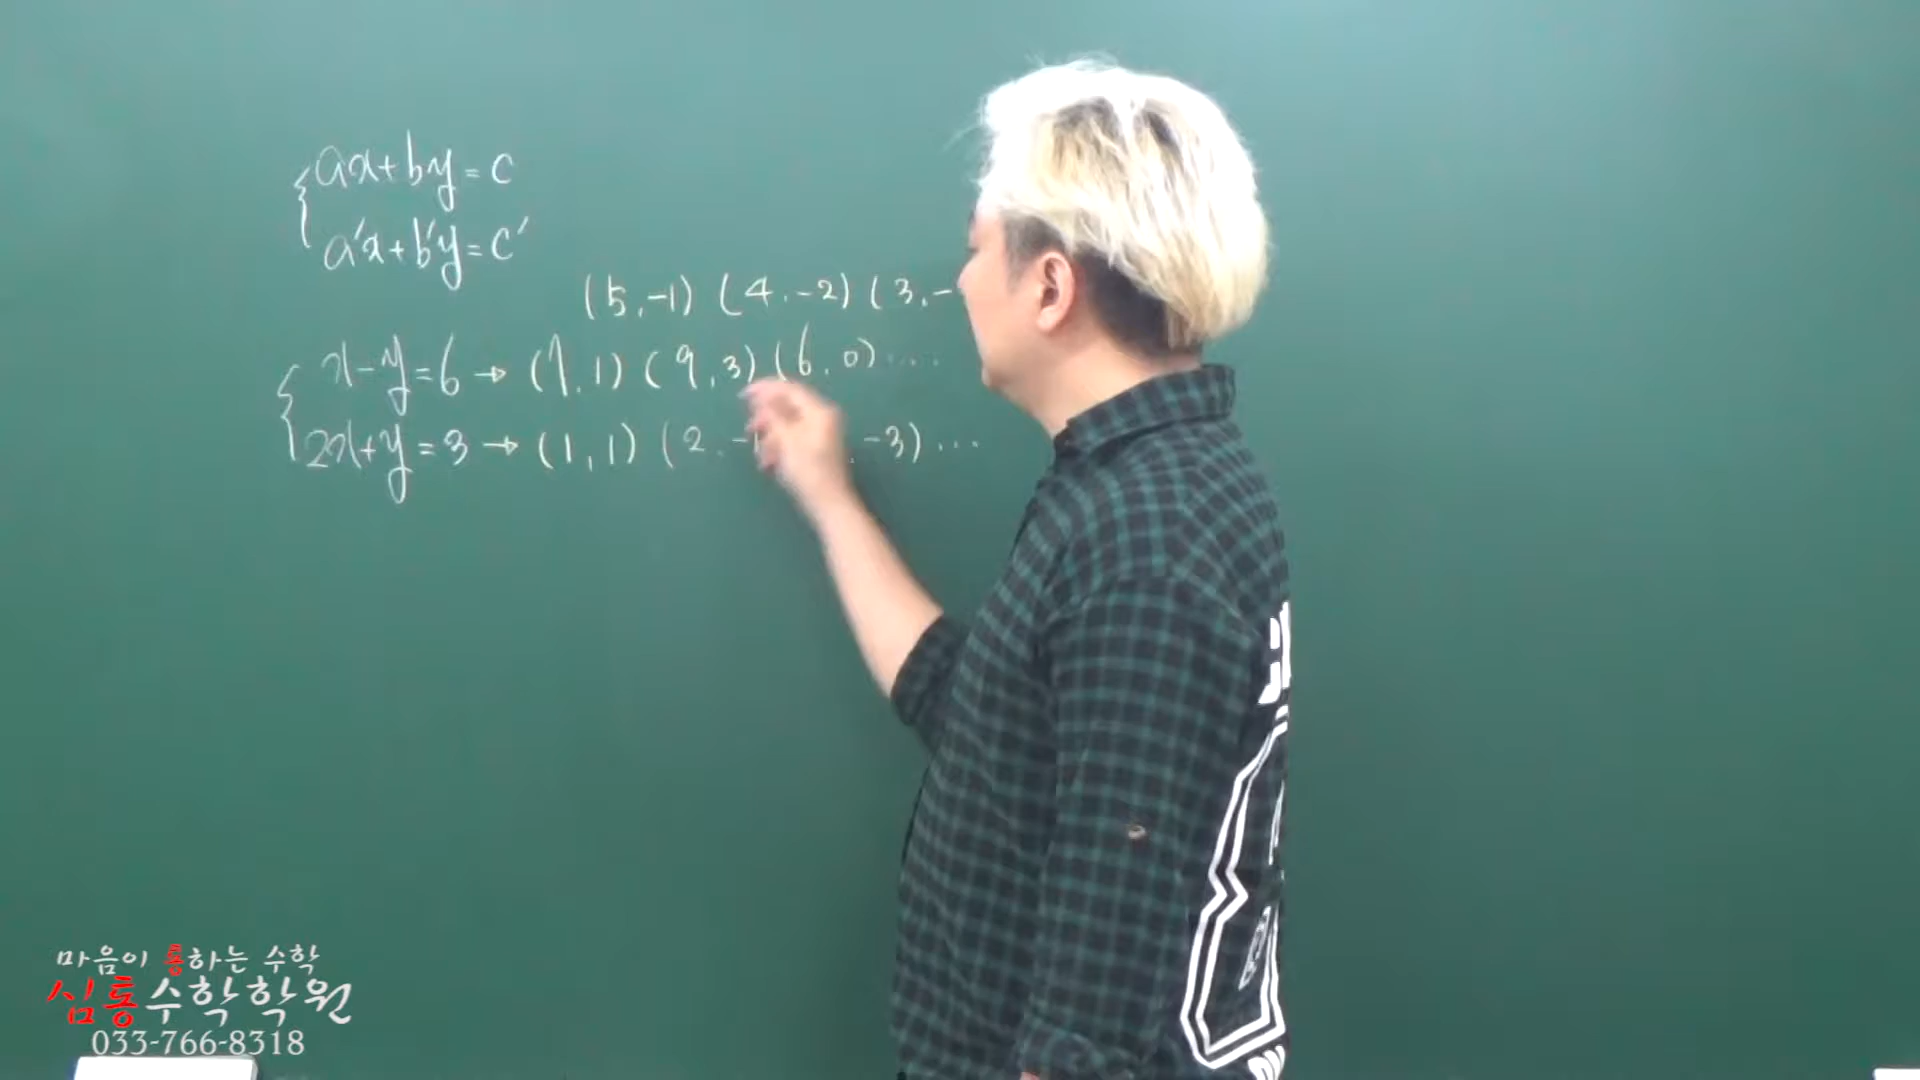 ax+by=c
a'x+b'y=c'
(5,-1) (4,-2) (3,-
x-y=6 → (7,1) (9,3) (6,0) ....
2x+y=3 → (1,1) (2,-1 , -3) ...
마음이 통하는 수학
심통수학학원
033-766-8318